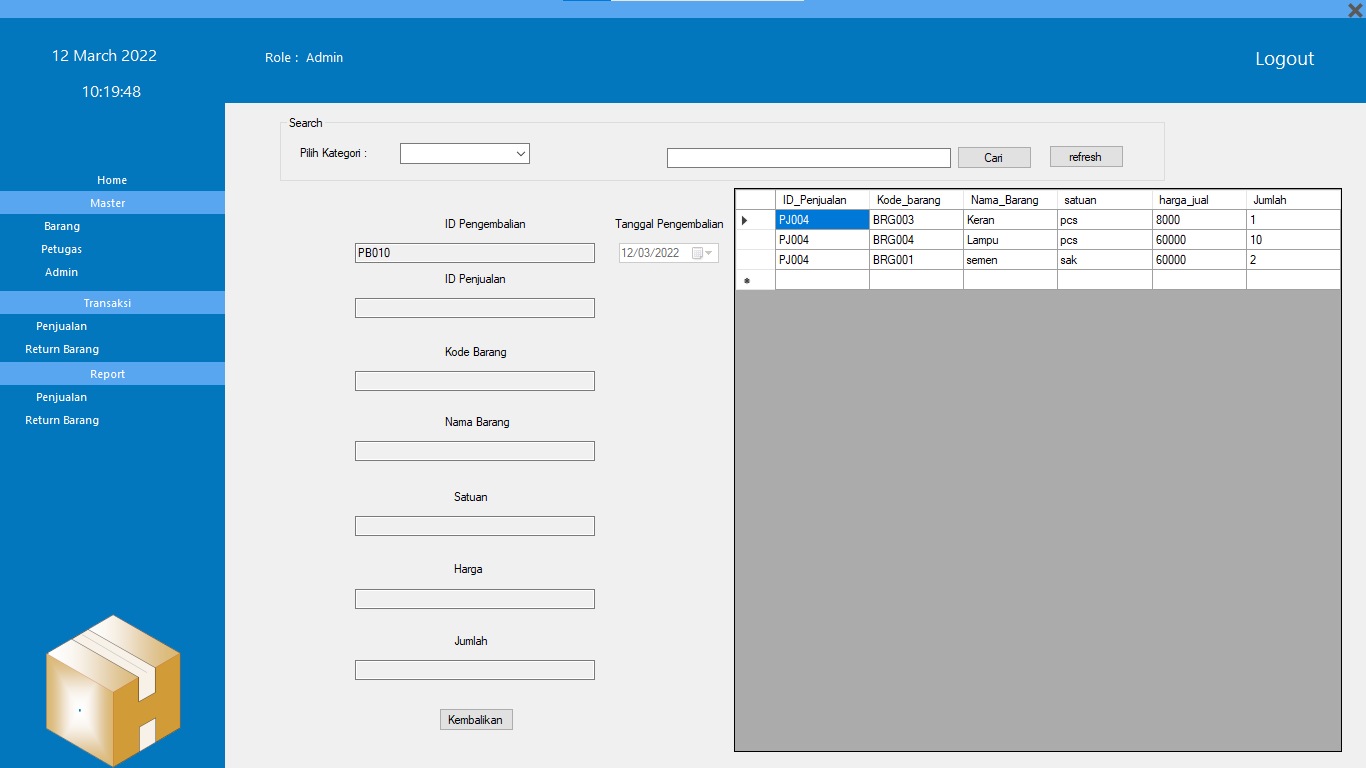 12 March 2022
10:19:48
Role : Admin
Logout
Home
Master
Barang
Petugas
Admin
Transaksi
Penjualan
Return Barang
Report
Penjualan
Return Barang
Search
Pilih Kategori :
Cari
refresh
ID Pengembalian
Tanggal Pengembalian
PB010
12/03/2022
ID Penjualan
Kode Barang
Nama Barang
Satuan
Harga
Jumlah
Kembalikan
ID_Penjualan Kode_barang Nama_Barang satuan harga_jual Jumlah
PJ004 BRG003 Keran pcs 8000 1
PJ004 BRG004 Lampu pcs 60000 10
PJ004 BRG001 semen sak 60000 2